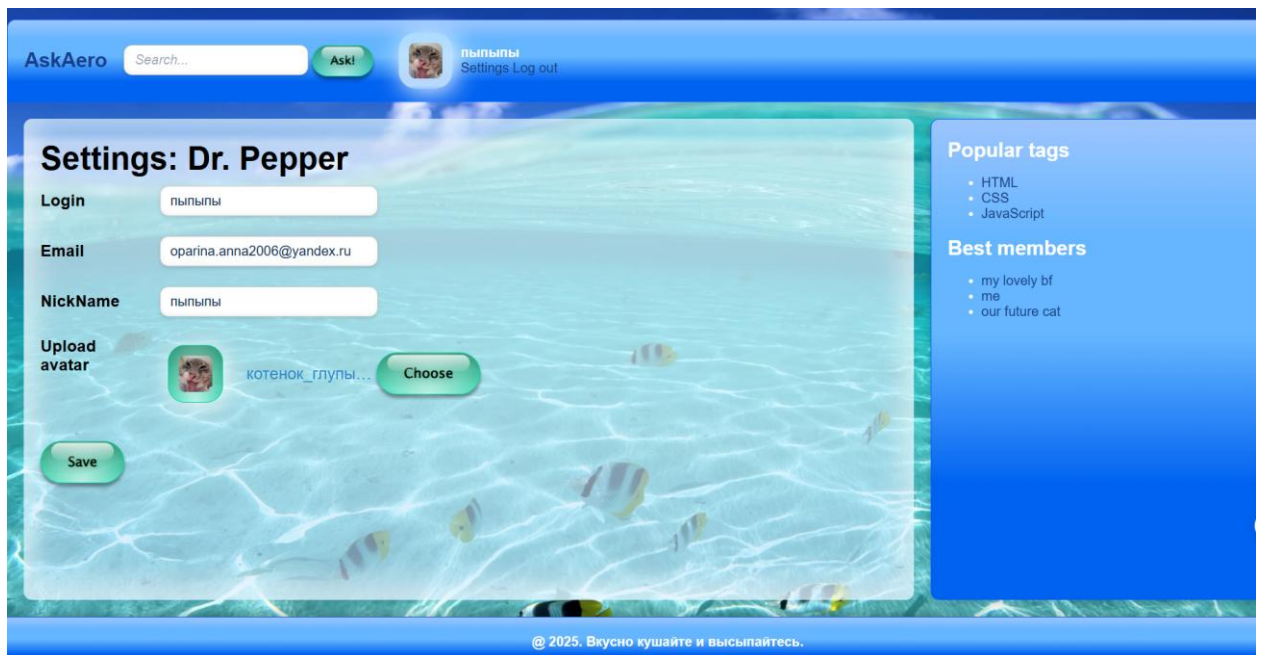 AskAero
Search...
Ask!
пыпыпы
Settings Log out
Settings: Dr. Pepper
Login
пыпыпы
Email
oparina.anna2006@yandex.ru
NickName
пыпыпы
Upload
avatar
котенок_глупы...
Choose
Save
Popular tags
HTML
CSS
JavaScript
Best members
my lovely bf
me
our future cat
@ 2025. Вкусно кушайте и высыпайтесь.